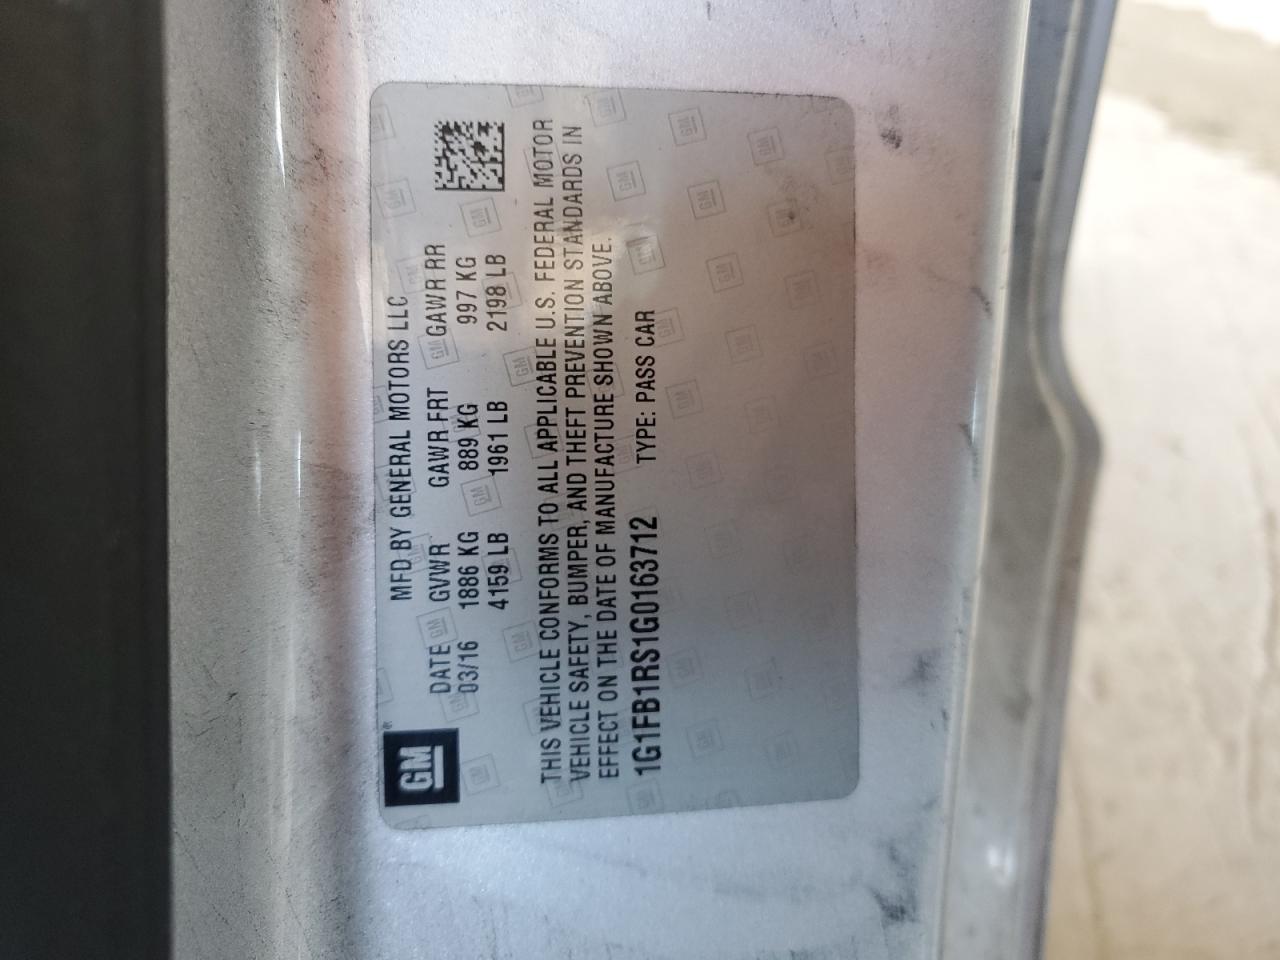 GM
MFD BY GENERAL MOTORS LLC
DATE GVWR GAWR FRT GAWR RR
03/16 1886 KG 889 KG 997 KG
4159 LB 1961 LB 2198 LB
THIS VEHICLE CONFORMS TO ALL APPLICABLE U.S. FEDERAL MOTOR
VEHICLE SAFETY, BUMPER, AND THEFT PREVENTION STANDARDS IN
EFFECT ON THE DATE OF MANUFACTURE SHOWN ABOVE.
1G1FB1RS1G0163712 TYPE: PASS CAR